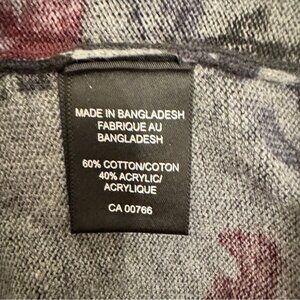 MADE IN BANGLADESH
FABRIQUE AU
BANGLADESH
60% COTTON/COTON
40% ACRYLIC/
ACRYLIQUE
CA 00766